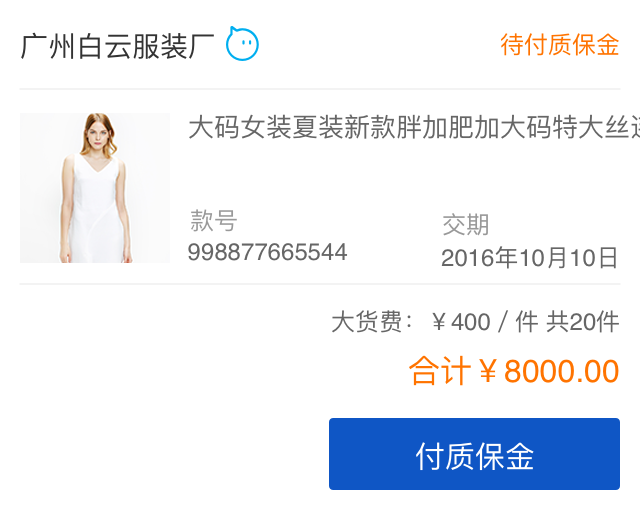 广州白云服装厂 待付质保金
大码女装夏装新款胖加肥加大码特大丝
款号 交期
998877665544 2016年10月10日
大货费：￥400 / 件 共20件
合计￥8000.00
付质保金